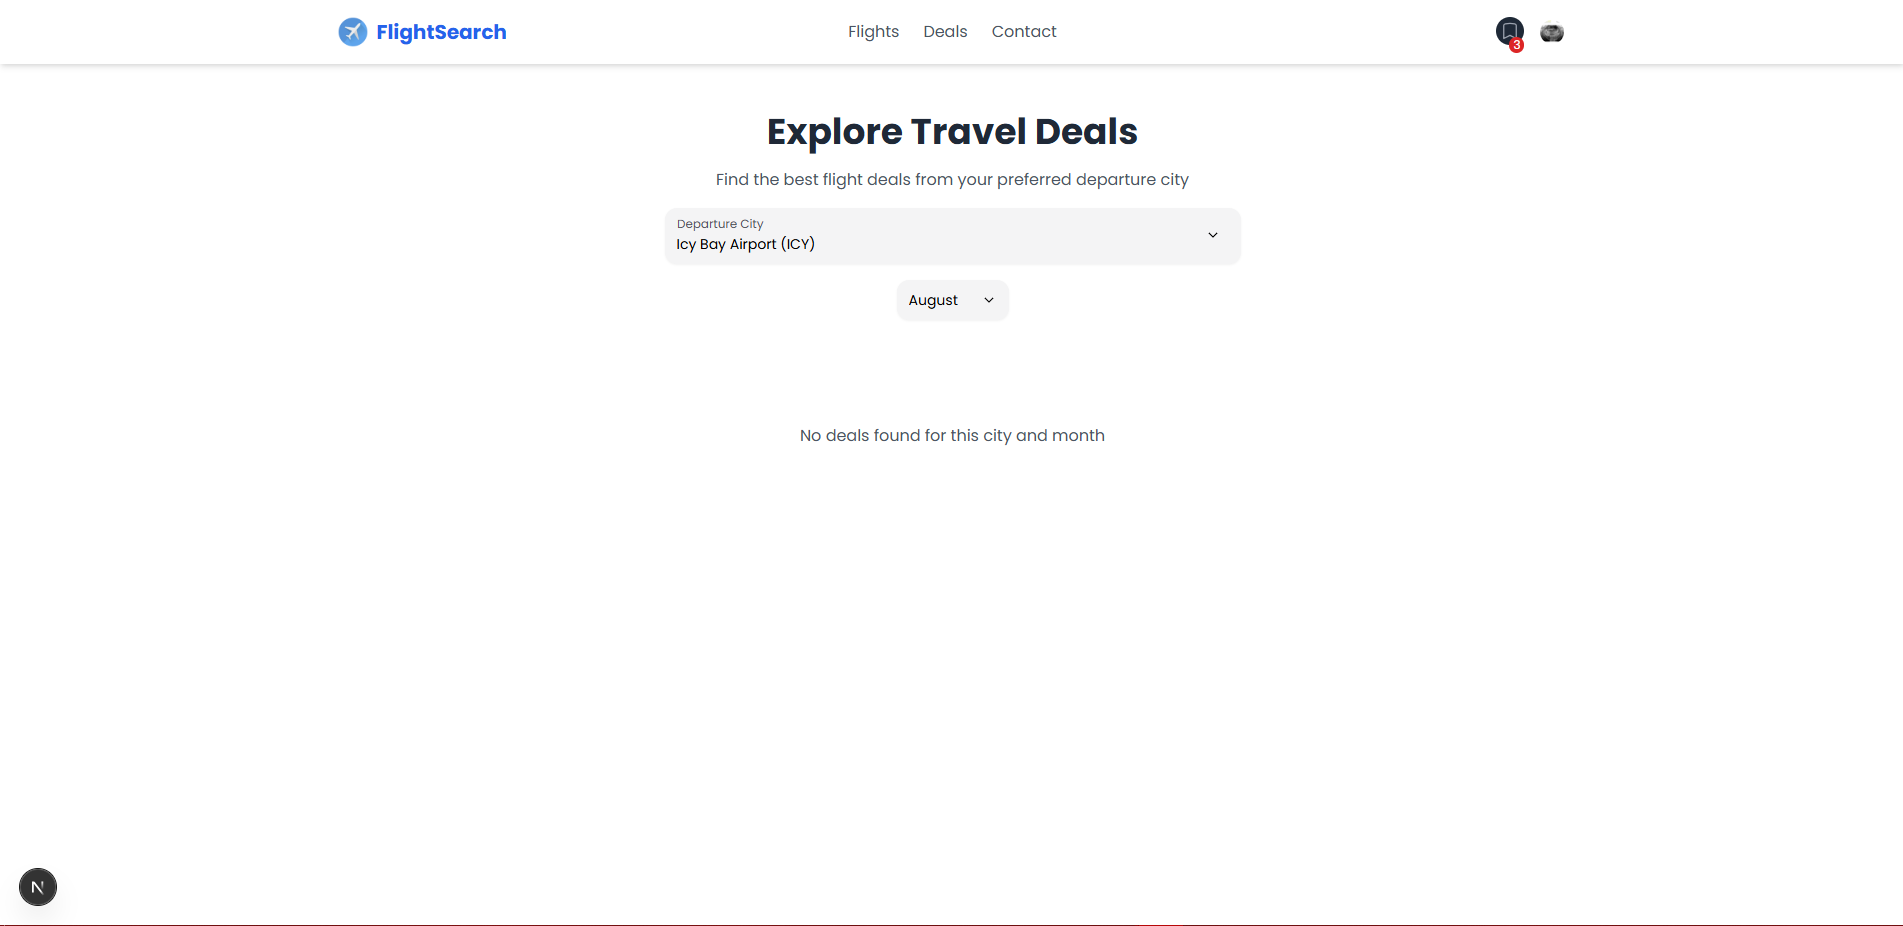 FlightSearch
Flights
Deals
Contact
3
Explore Travel Deals
Find the best flight deals from your preferred departure city
Departure City
Icy Bay Airport (ICY)
August
No deals found for this city and month
N